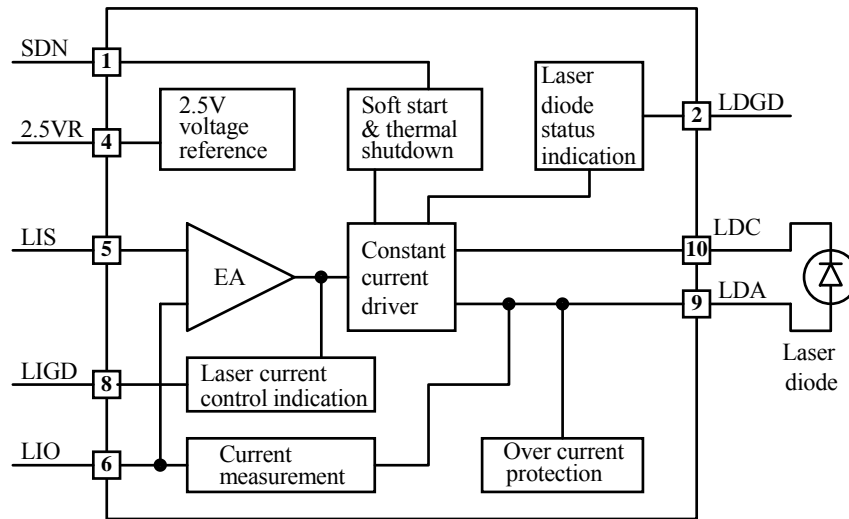 SDN
1
2.5VR
4
2.5V
voltage
reference
Soft start
& thermal
shutdown
Laser
diode
status
indication
2
LDGD
LIS
5
EA
Constant
current
driver
10
LDC
9
LDA
Laser
diode
LIGD
8
Laser current
control indication
LIO
6
Current
measurement
Over current
protection